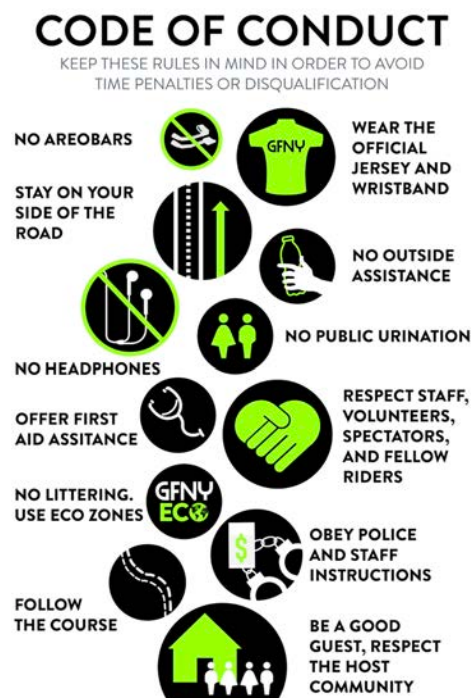 CODE OF CONDUCT
KEEP THESE RULES IN MIND IN ORDER TO AVOID
TIME PENALTIES OR DISQUALIFICATION
NO AREOBARS
GFNY
WEAR THE
OFFICIAL
JERSEY AND
WRISTBAND
STAY ON YOUR
SIDE OF THE
ROAD
NO OUTSIDE
ASSISTANCE
NO HEADPHONES
NO PUBLIC URINATION
OFFER FIRST
AID ASSITANCE
RESPECT STAFF,
VOLUNTEERS,
SPECTATORS,
AND FELLOW
RIDERS
NO LITTERING.
USE ECO ZONES
GFNY
ECO
$
OBEY POLICE
AND STAFF
INSTRUCTIONS
FOLLOW
THE COURSE
BE A GOOD
GUEST, RESPECT
THE HOST
COMMUNITY